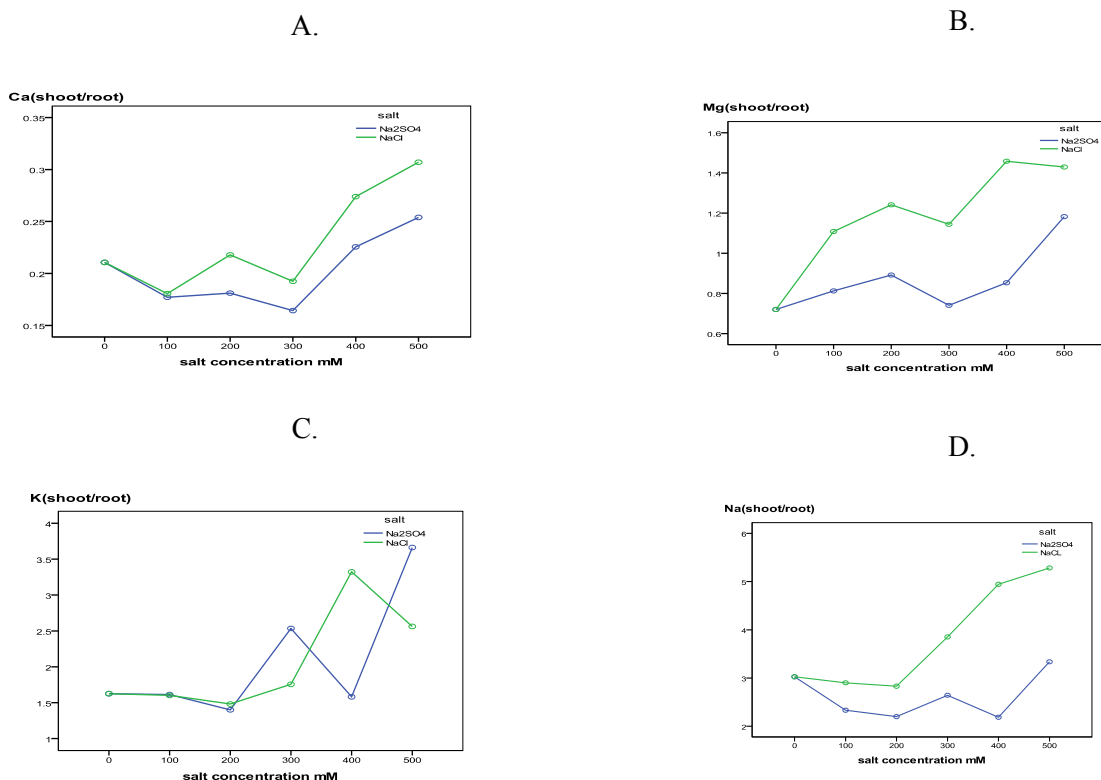 A.
Ca(shoot/root)
salt
Na2SO4
NaCl
0.35
0.3
0.25
0.2
0.15
0 100 200 300 400 500
salt concentration mM
B.
Mg(shoot/root)
salt
Na2SO4
NaCl
1.6
1.4
1.2
1
0.8
0.6
0 100 200 300 400 500
salt concentration mM
C.
K(shoot/root)
salt
Na2SO4
NaCl
4
3.5
3
2.5
2
1.5
1
0 100 200 300 400 500
salt concentration mM
D.
Na(shoot/root)
salt
Na2SO4
NaCL
6
5
4
3
2
0 100 200 300 400 500
salt concentration mM